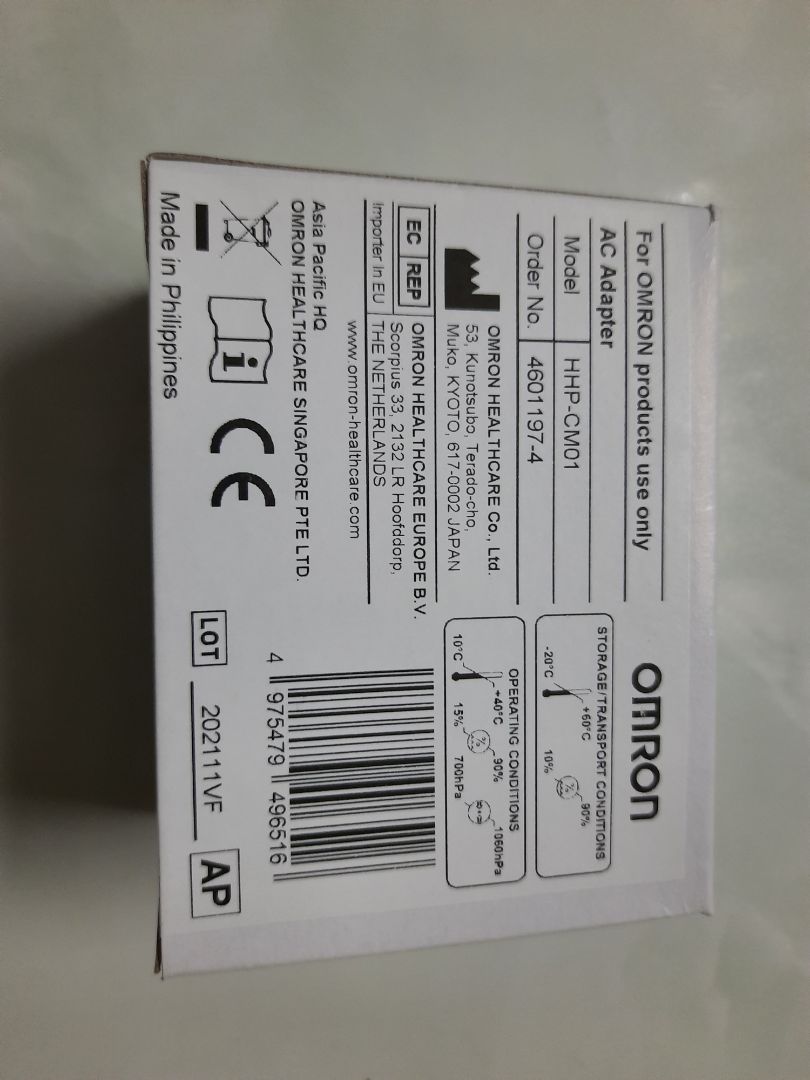 For OMRON products use only
OMRON
AC Adapter
Model HHP-CM01
Order No. 4601197-4
OMRON HEALTHCARE Co., Ltd.
53, Kunotsubo, Terado-cho,
Muko, KYOTO, 617-0002 JAPAN
EC REP OMRON HEALTHCARE EUROPE B.V.
Scorpius 33, 2132 LR Hoofddorp,
Importer in EU THE NETHERLANDS
www.omron-healthcare.com
Asia Pacific HQ
OMRON HEALTHCARE SINGAPORE PTE LTD.
CE
Made in Philippines
STORAGE/TRANSPORT CONDITIONS
+60°C 90%
-20°C 10%
OPERATING CONDITIONS
+40°C 90% 1060hPa
10°C 15% 700hPa
4 975479 496516
LOT 202111VF AP